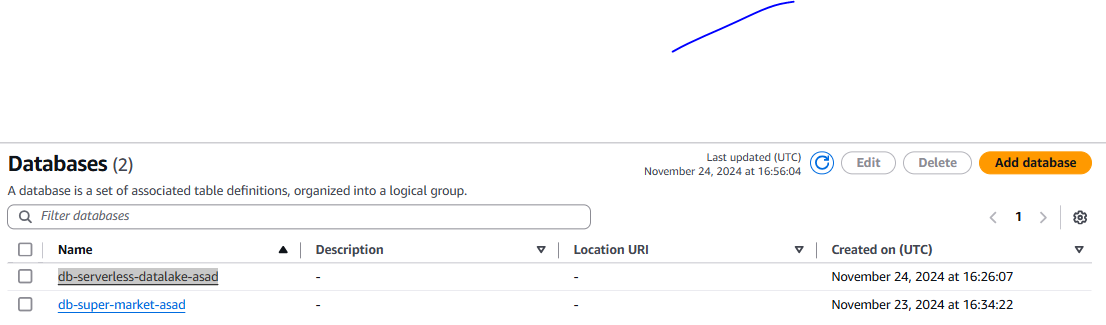 Databases (2)
Last updated (UTC)
November 24, 2024 at 16:56:04
Edit
Delete
Add database
A database is a set of associated table definitions, organized into a logical group.
Filter databases
1
Name Description Location URI Created on (UTC)
db-serverless-datalake-asad - - November 24, 2024 at 16:26:07
db-super-market-asad - - November 23, 2024 at 16:34:22